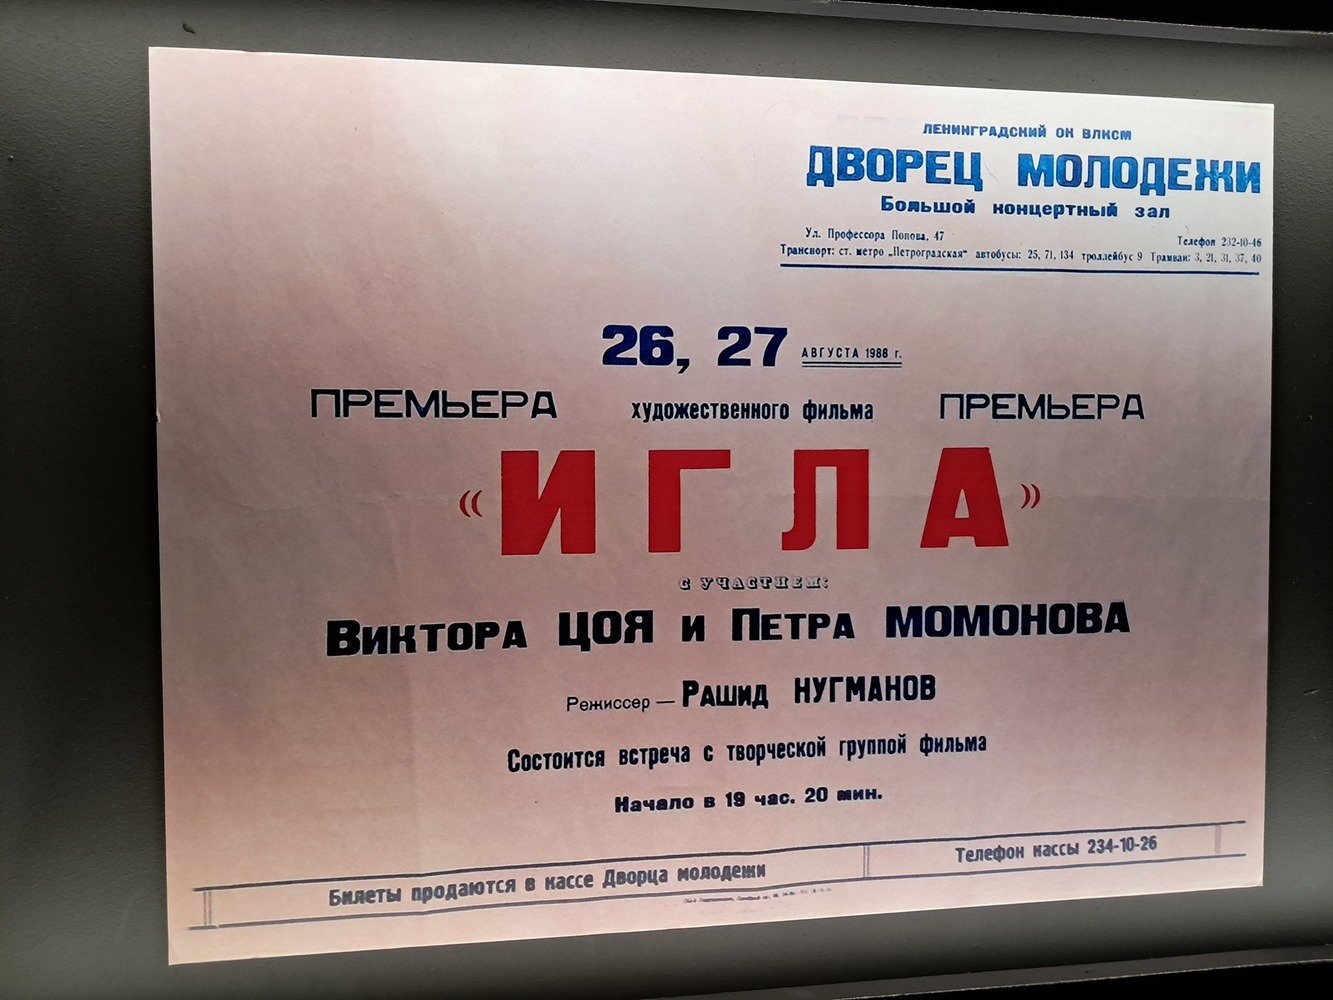 ЛЕНИНГРАДСКИЙ ОК ВЛКСМ
ДВОРЕЦ МОЛОДЕЖИ
Большой концертный зал
Ул. Профессора Попова, 47
Телефон 232-10-46
Транспорт: ст. метро „Петроградская“ автобусы: 25, 71, 134 троллейбус 9 Трамваи: 3, 21, 31, 37, 40
26, 27 АВГУСТА 1988 г.
ПРЕМЬЕРА художественного фильма ПРЕМЬЕРА
«ИГЛА»
С УЧАСТИЕМ:
Виктора ЦОЯ и Петра МОМОНОВА
Режиссер — Рашид НУГМАНОВ
Состоится встреча с творческой группой фильма
Начало в 19 час. 20 мин.
Билеты продаются в кассе Дворца молодежи
Телефон кассы 234-10-26